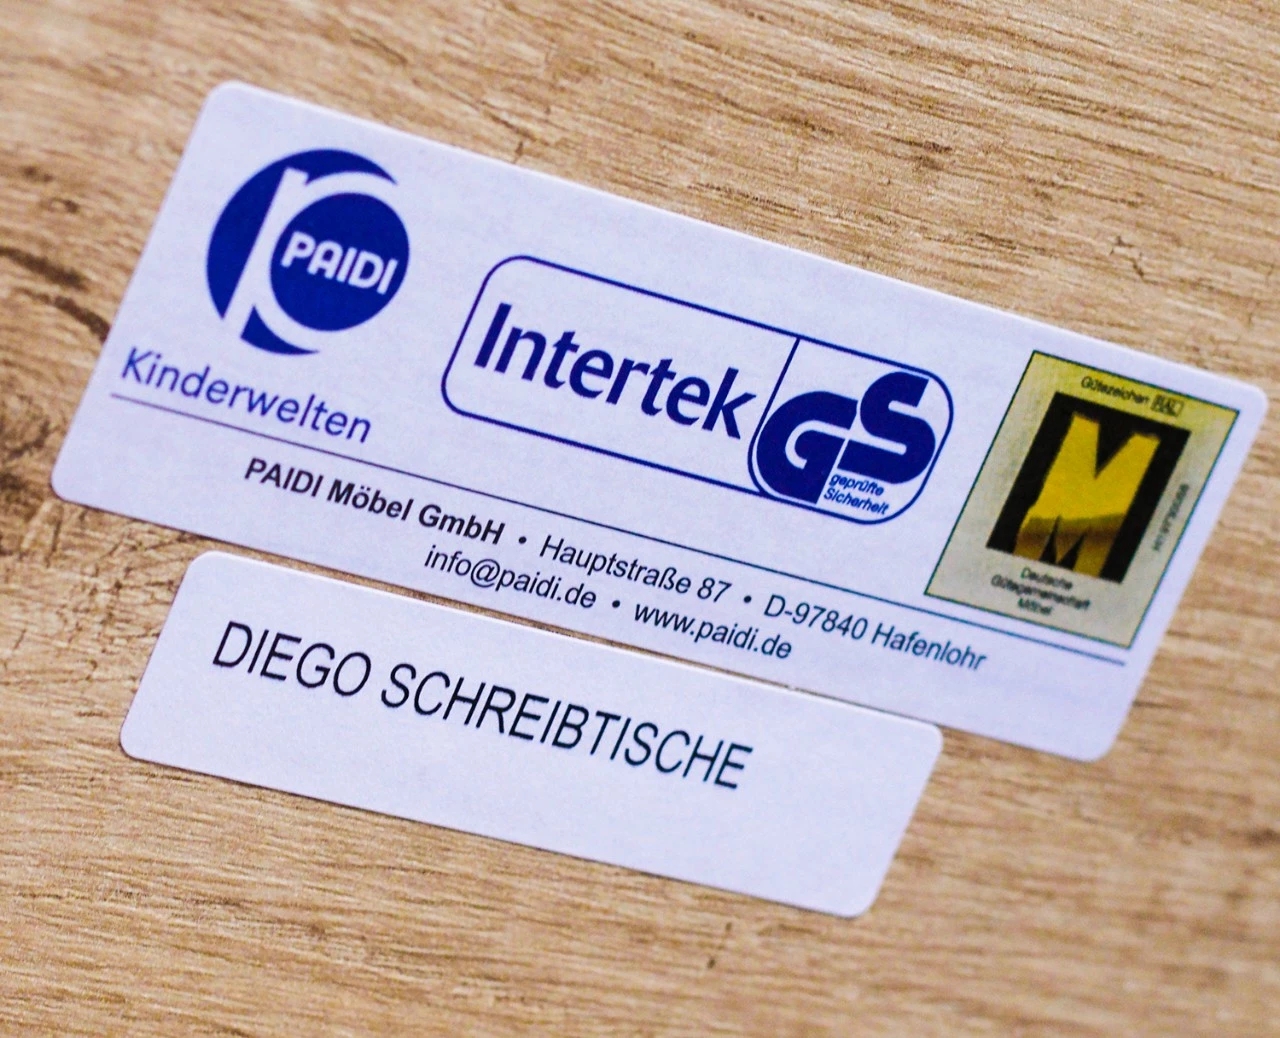 PAIDI
Kinderwelten
Intertek
GS
geprüfte
Sicherheit
Gütezeichen RAL
M
Deutsche
Gütegemeinschaft
Möbel
PAIDI Möbel GmbH • Hauptstraße 87 • D-97840 Hafenlohr
info@paidi.de • www.paidi.de
DIEGO SCHREIBTISCHE